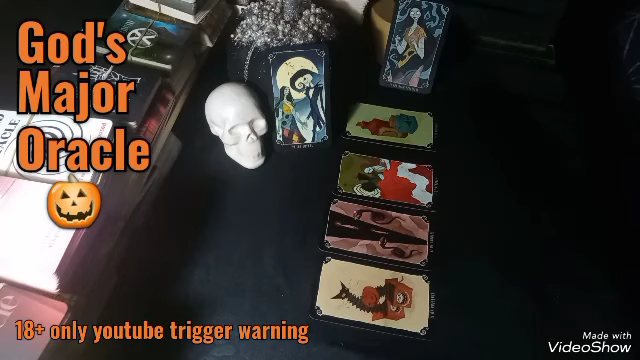 God's
Major
Oracle
18+ only youtube trigger warning
Made with
VideoShow